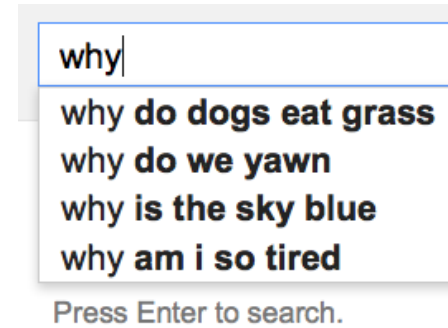 why
why do dogs eat grass
why do we yawn
why is the sky blue
why am i so tired
Press Enter to search.